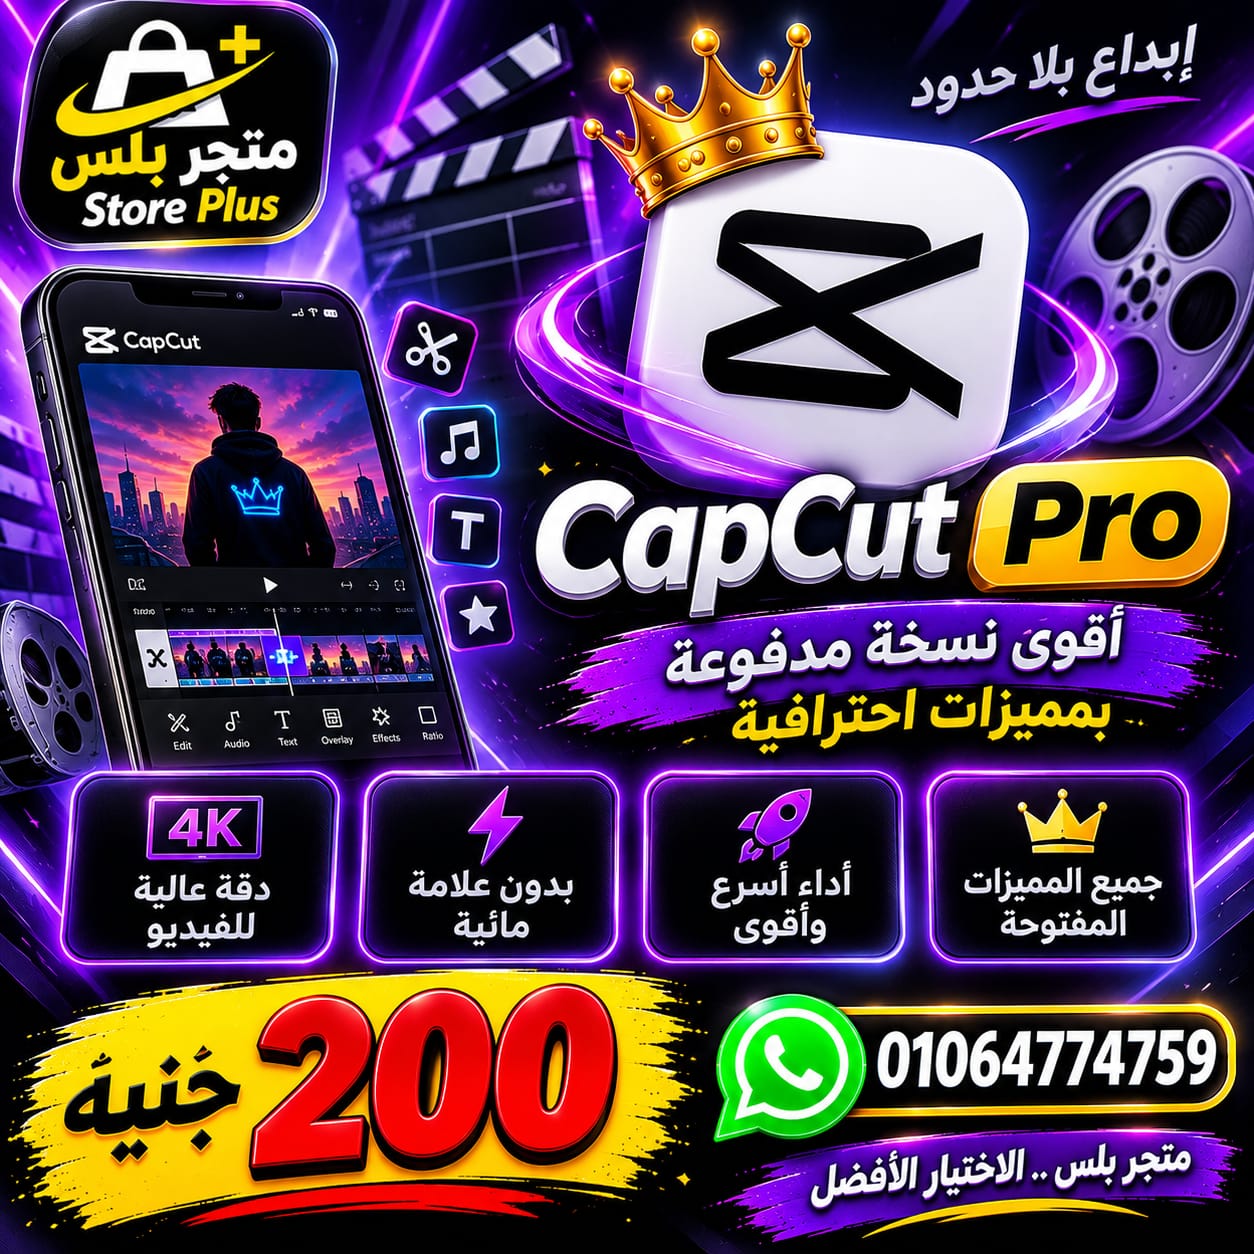 متجر بلس
Store Plus
إبداع بلا حدود
CapCut
CapCut Pro
أقوى نسخة مدفوعة
بمميزات احترافية
T
Edit
Audio
Text
Overlay
Effects
Ratio
4K
دقة عالية
للفيديو
بدون علامة
مائية
أداء أسرع
وأقوى
جميع المميزات
المفتوحة
200 جُنيهُ
01064774759
متجر بلس .. الاختيار الأفضل